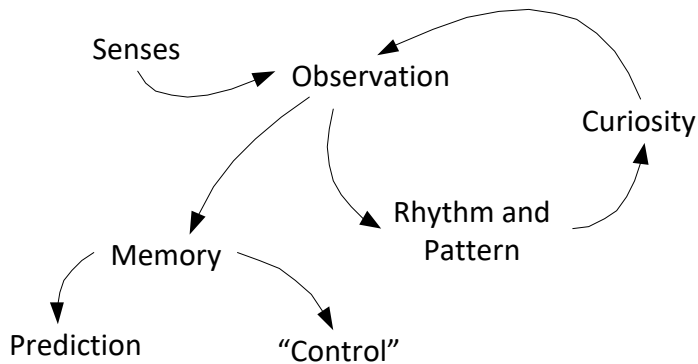 Senses
Observation
Curiosity
Rhythm and
Pattern
Memory
Prediction
“Control”